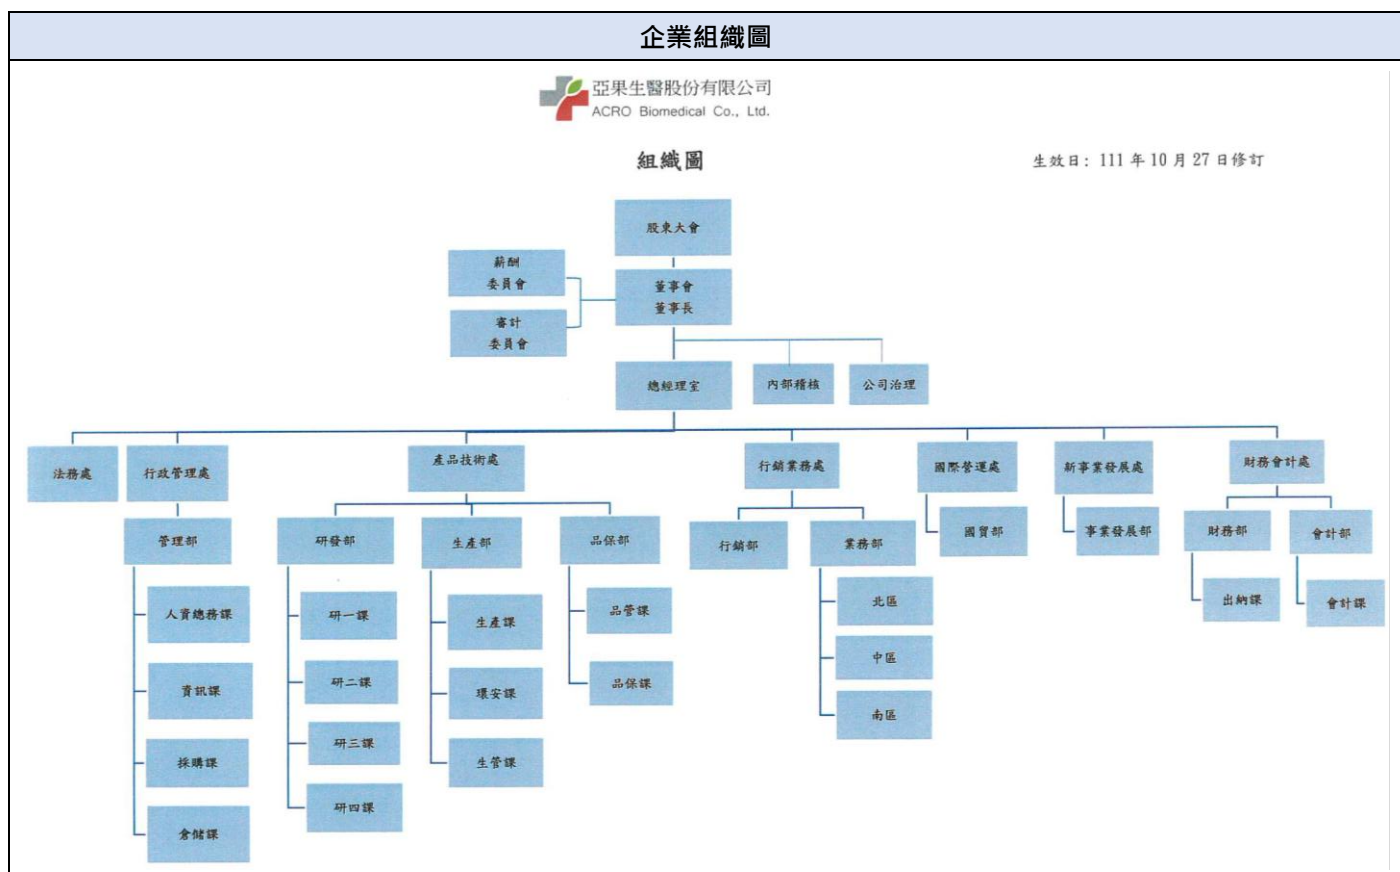 企業組織圖
亞果生醫股份有限公司
ACRO Biomedical Co., Ltd.
組織圖
生效日: 111 年 10 月 27 日修訂
股東大會
薪酬
委員會
董事會
董事長
審計
委員會
總經理室
內部稽核
公司治理
法務處
行政管理處
產品技術處
行銷業務處
國際營運處
新事業發展處
財務會計處
管理部
研發部
生產部
品保部
行銷部
業務部
國貿部
事業發展部
財務部
會計部
人資總務課
研一課
生產課
品管課
北區
出納課
會計課
資訊課
研二課
環安課
品保課
中區
南區
採購課
研三課
生管課
倉儲課
研四課